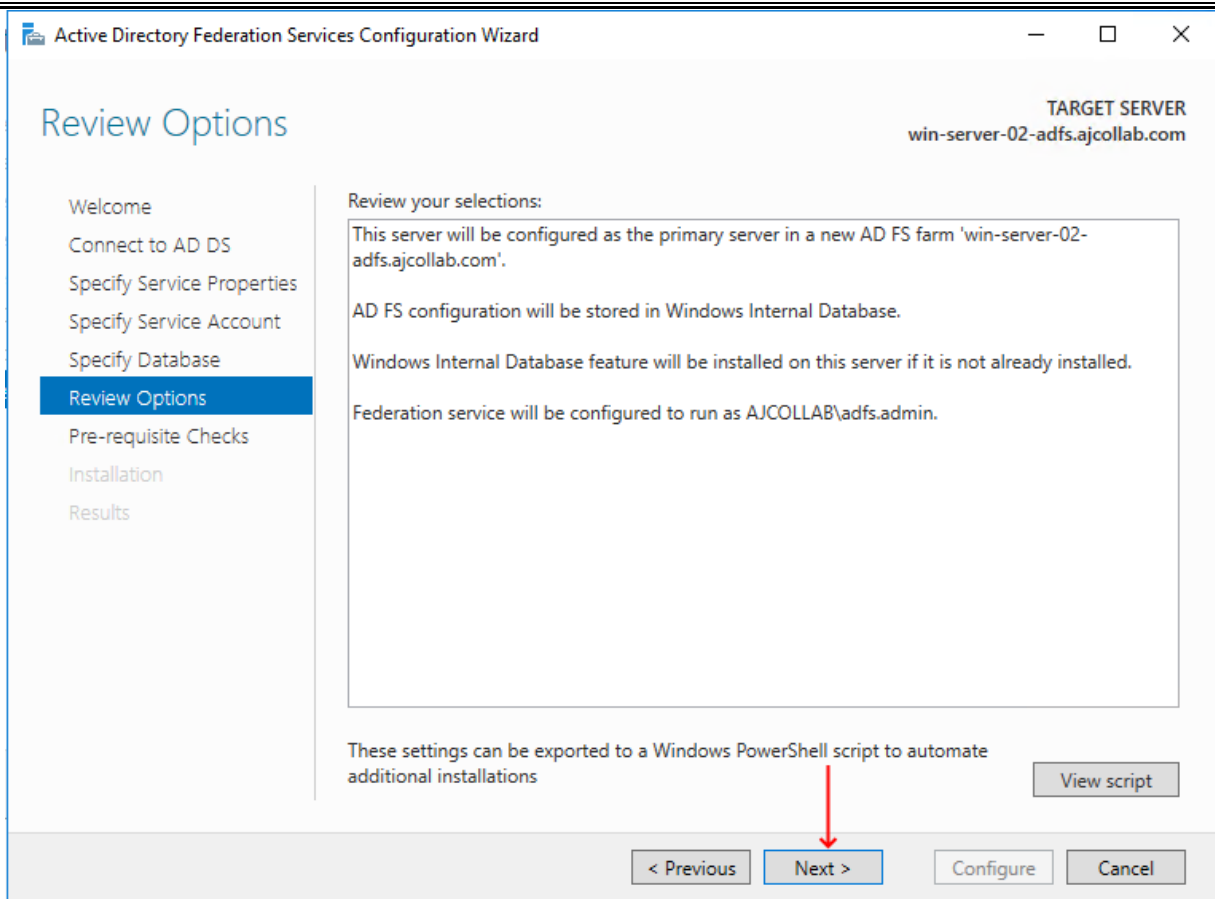 Active Directory Federation Services Configuration Wizard
Review Options
TARGET SERVER
win-server-02-adfs.ajcollab.com
Welcome
Connect to AD DS
Specify Service Properties
Specify Service Account
Specify Database
Review Options
Pre-requisite Checks
Installation
Results
Review your selections:
This server will be configured as the primary server in a new AD FS farm 'win-server-02-
adfs.ajcollab.com'.
AD FS configuration will be stored in Windows Internal Database.
Windows Internal Database feature will be installed on this server if it is not already installed.
Federation service will be configured to run as AJCOLLAB\adfs.admin.
These settings can be exported to a Windows PowerShell script to automate
additional installations
View script
< Previous
Next >
Configure
Cancel